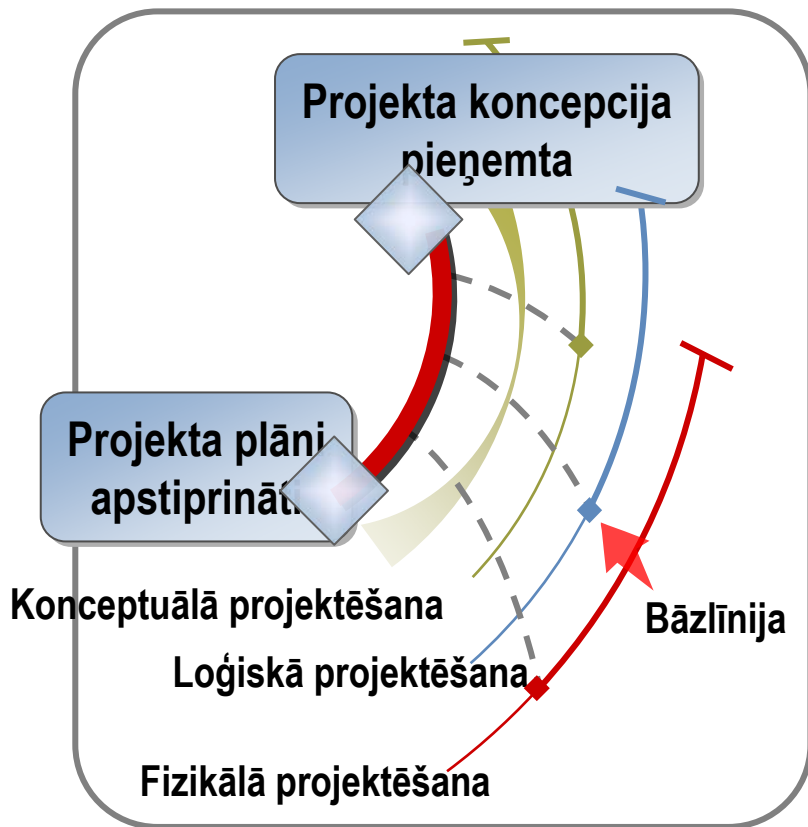 Projekta koncepcija
pieņemta
Projekta plāni
apstiprināti
Konceptuālā projektēšana
Bāzlīnija
Loģiskā projektēšana
Fizikālā projektēšana